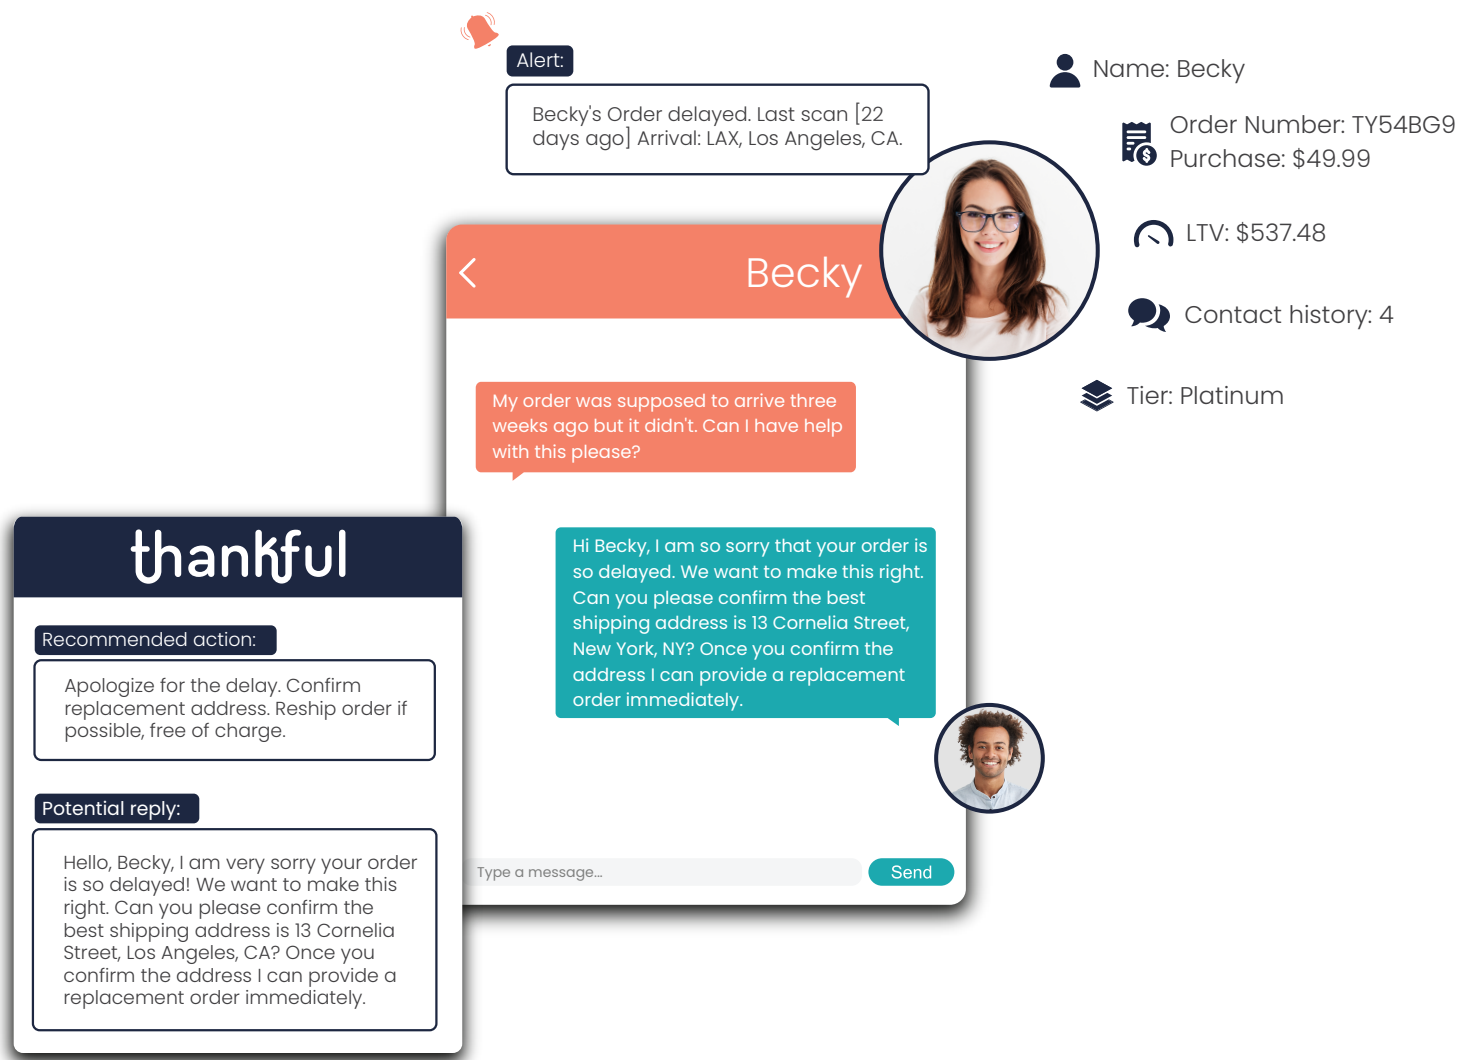 Alert:
Becky's Order delayed. Last scan [22
days ago] Arrival: LAX, Los Angeles, CA.
Name: Becky
Order Number: TY54BG9
Purchase: $49.99
LTV: $537.48
Contact history: 4
Tier: Platinum
Becky
My order was supposed to arrive three
weeks ago but it didn't. Can I have help
with this please?
Hi Becky, I am so sorry that your order is
so delayed. We want to make this right.
Can you please confirm the best
shipping address is 13 Cornelia Street,
New York, NY? Once you confirm the
address I can provide a replacement
order immediately.
Type a message...
Send
thankful
Recommended action:
Apologize for the delay. Confirm
replacement address. Reship order if
possible, free of charge.
Potential reply:
Hello, Becky, I am very sorry your order
is so delayed! We want to make this
right. Can you please confirm the
best shipping address is 13 Cornelia
Street, Los Angeles, CA? Once you
confirm the address I can provide a
replacement order immediately.